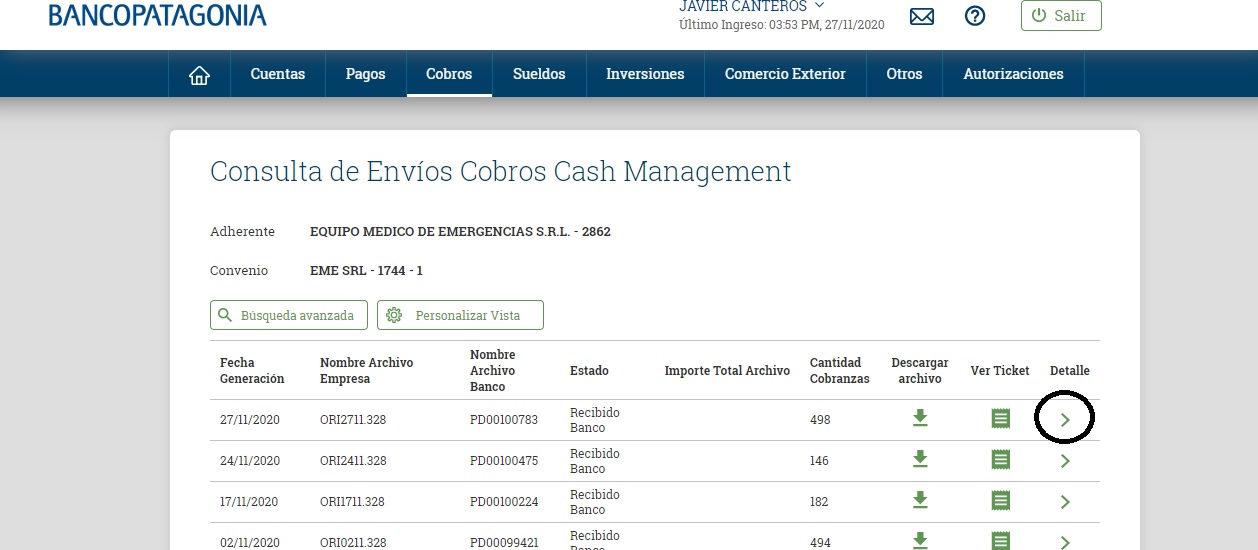 BANCOPATAGONIA
JAVIER CANTEROS
Último Ingreso: 03:53 PM, 27/11/2020
Salir
Cuentas Pagos Cobros Sueldos Inversiones Comercio Exterior Otros Autorizaciones
Consulta de Envíos Cobros Cash Management
Adherente EQUIPO MEDICO DE EMERGENCIAS S.R.L. - 2862
Convenio EME SRL - 1744 - 1
Búsqueda avanzada Personalizar Vista
Fecha Generación Nombre Archivo Empresa Nombre Archivo Banco Estado Importe Total Archivo Cantidad Cobranzas Descargar archivo Ver Ticket Detalle
27/11/2020 ORI2711.328 PD00100783 Recibido Banco 498
24/11/2020 ORI2411.328 PD00100475 Recibido Banco 146
17/11/2020 ORI1711.328 PD00100224 Recibido Banco 182
02/11/2020 ORI0211.328 PD00099421 Recibido Banco 494